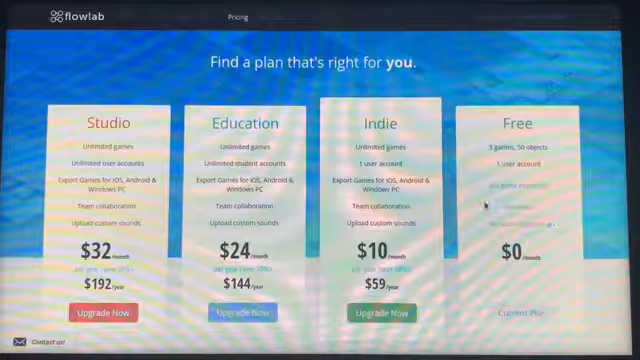 flowlab
Pricing
Find a plan that's right for you.
Studio
Unlimited games
Unlimited user accounts
Export Games for iOS, Android &
Windows PC
Team collaboration
Upload custom sounds
$32/month
$192/year
Upgrade Now
Education
Unlimited games
Unlimited student accounts
Export Games for iOS, Android &
Windows PC
Team collaboration
Upload custom sounds
$24/month
$144/year
Upgrade Now
Indie
Unlimited games
1 user account
Export Games for iOS, Android &
Windows PC
Team collaboration
Upload custom sounds
$10/month
$59/year
Upgrade Now
Free
3 games, 50 objects
1 user account
$0/month
Current Plan
Contact us!